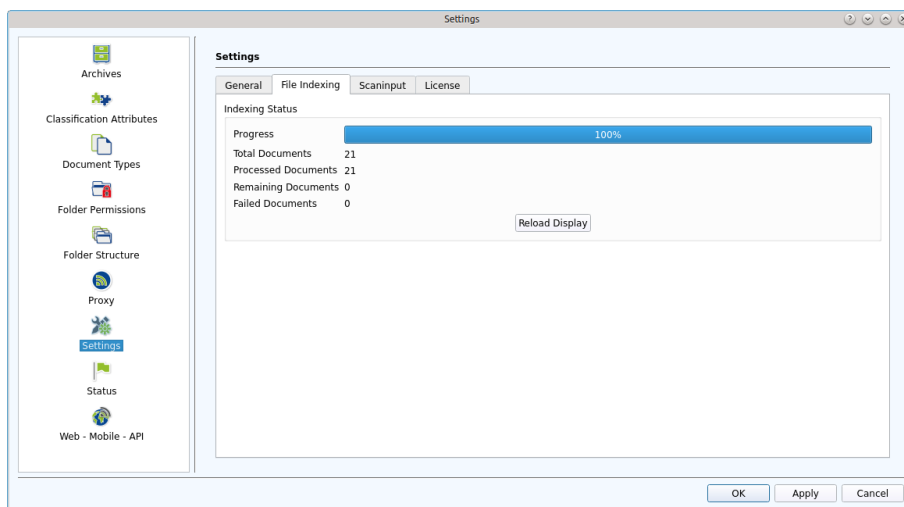 Settings
Archives
Classification Attributes
Document Types
Folder Permissions
Folder Structure
Proxy
Settings
Status
Web - Mobile - API
Settings
General File Indexing Scaninput License
Indexing Status
Progress 100%
Total Documents 21
Processed Documents 21
Remaining Documents 0
Failed Documents 0
Reload Display
OK Apply Cancel